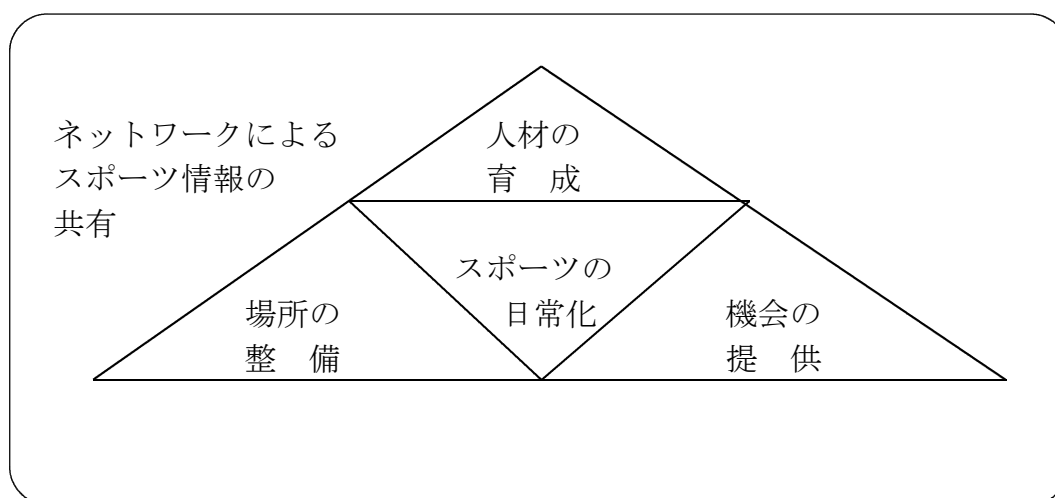 ネットワークによる
スポーツ情報の
共有
人材の
育　成
スポーツの
日常化
場所の
整　備
機会の
提　供